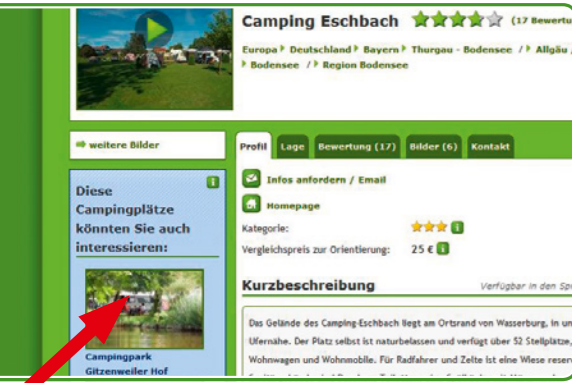 Camping Eschbach (17 Bewertu
Europa Deutschland Bayern Thurgau - Bodensee / Allgäu /
Bodensee / Region Bodensee
weitere Bilder
Profil Lage Bewertung (17) Bilder (6) Kontakt
Diese
Campingplätze
könnten Sie auch
interessieren:
Campingpark
Gitzenweiler Hof
Infos anfordern / Email
Homepage
Kategorie:
Vergleichspreis zur Orientierung: 25 €
Kurzbeschreibung Verfügbar in den Sp
Das Gelände des Camping-Eschbach liegt am Ortsrand von Wasserburg, in un
Ufernähe. Der Platz selbst ist naturbelassen und verfügt über 52 Stellplätze,
Wohnwagen und Wohnmobile. Für Radfahrer und Zelte ist eine Wiese reserv